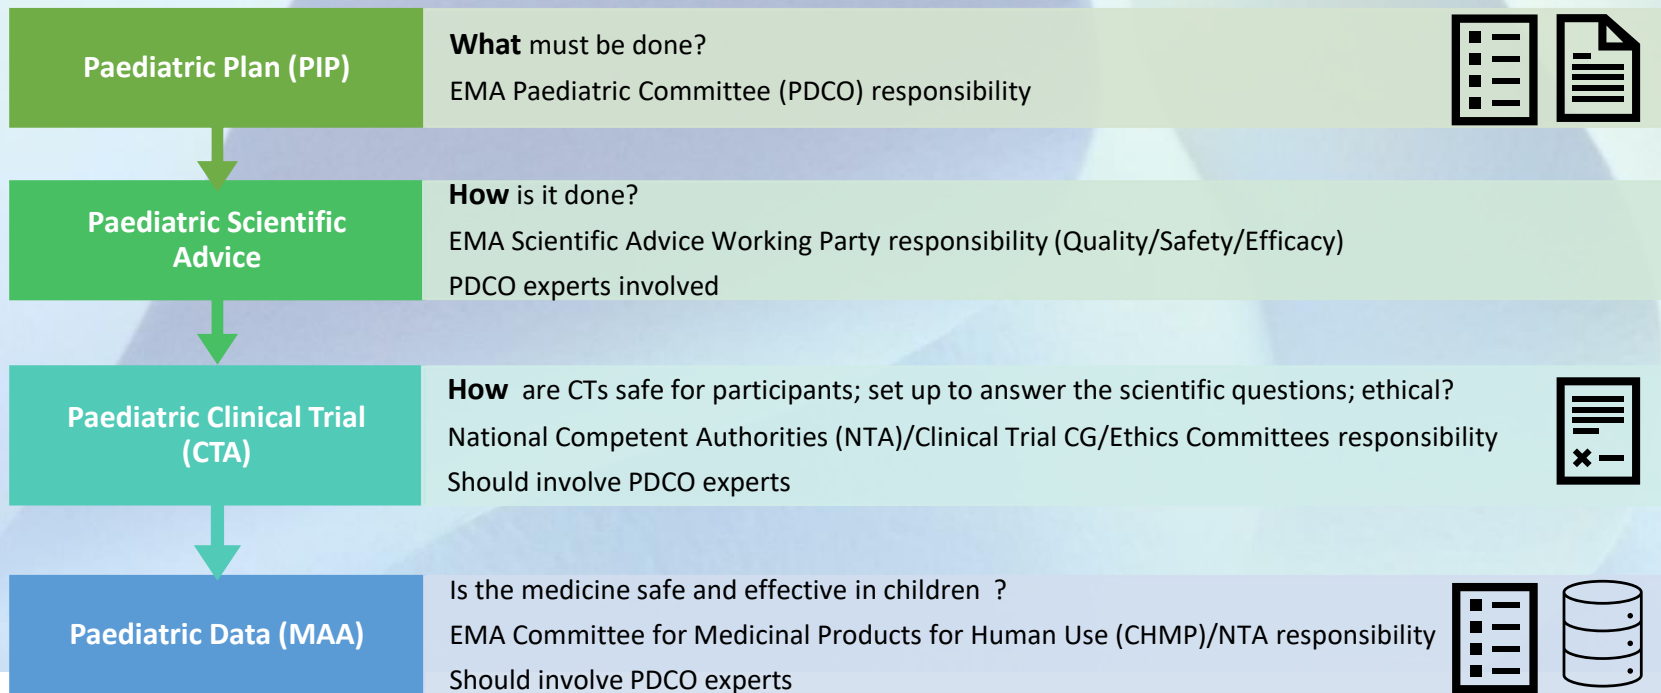 Paediatric Plan (PIP)
What must be done?
EMA Paediatric Committee (PDCO) responsibility
Paediatric Scientific
Advice
How is it done?
EMA Scientific Advice Working Party responsibility (Quality/Safety/Efficacy)
PDCO experts involved
Paediatric Clinical Trial
(CTA)
How are CTs safe for participants; set up to answer the scientific questions; ethical?
National Competent Authorities (NTA)/Clinical Trial CG/Ethics Committees responsibility
Should involve PDCO experts
Paediatric Data (MAA)
Is the medicine safe and effective in children ?
EMA Committee for Medicinal Products for Human Use (CHMP)/NTA responsibility
Should involve PDCO experts